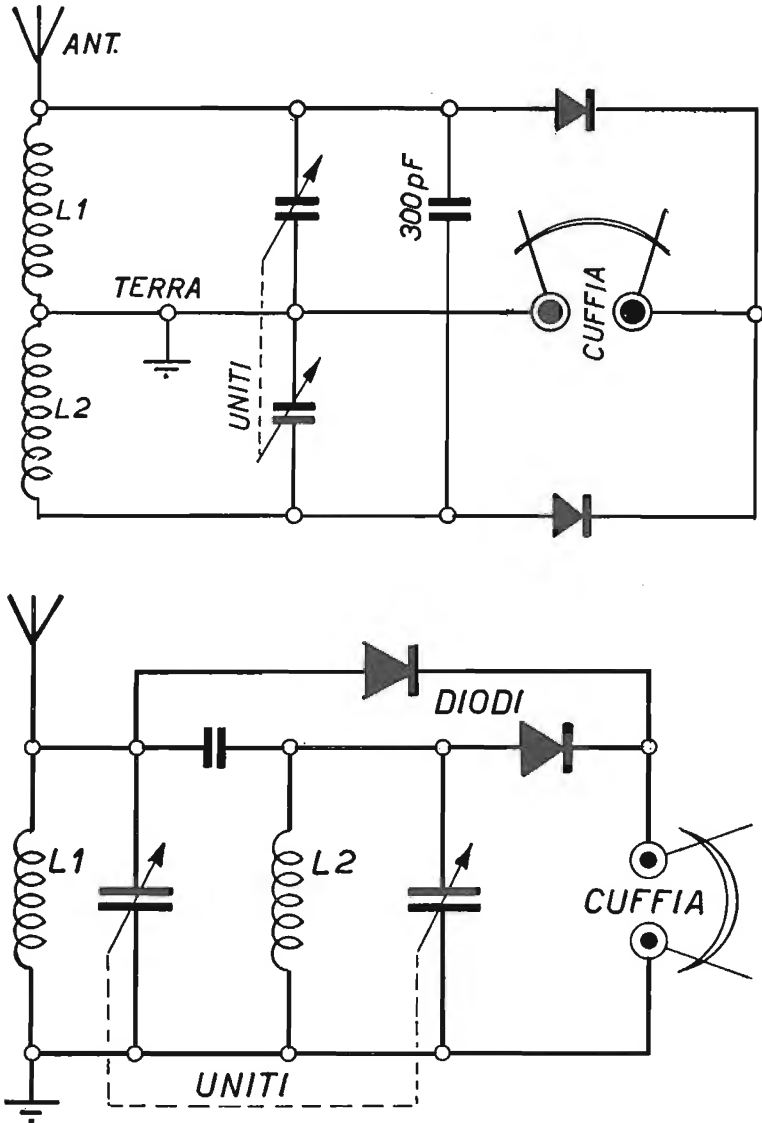 ANT.
L1
300pF
TERRA
CUFFIA
UNITI
L2
DIODI
L1
L2
CUFFIA
UNITI